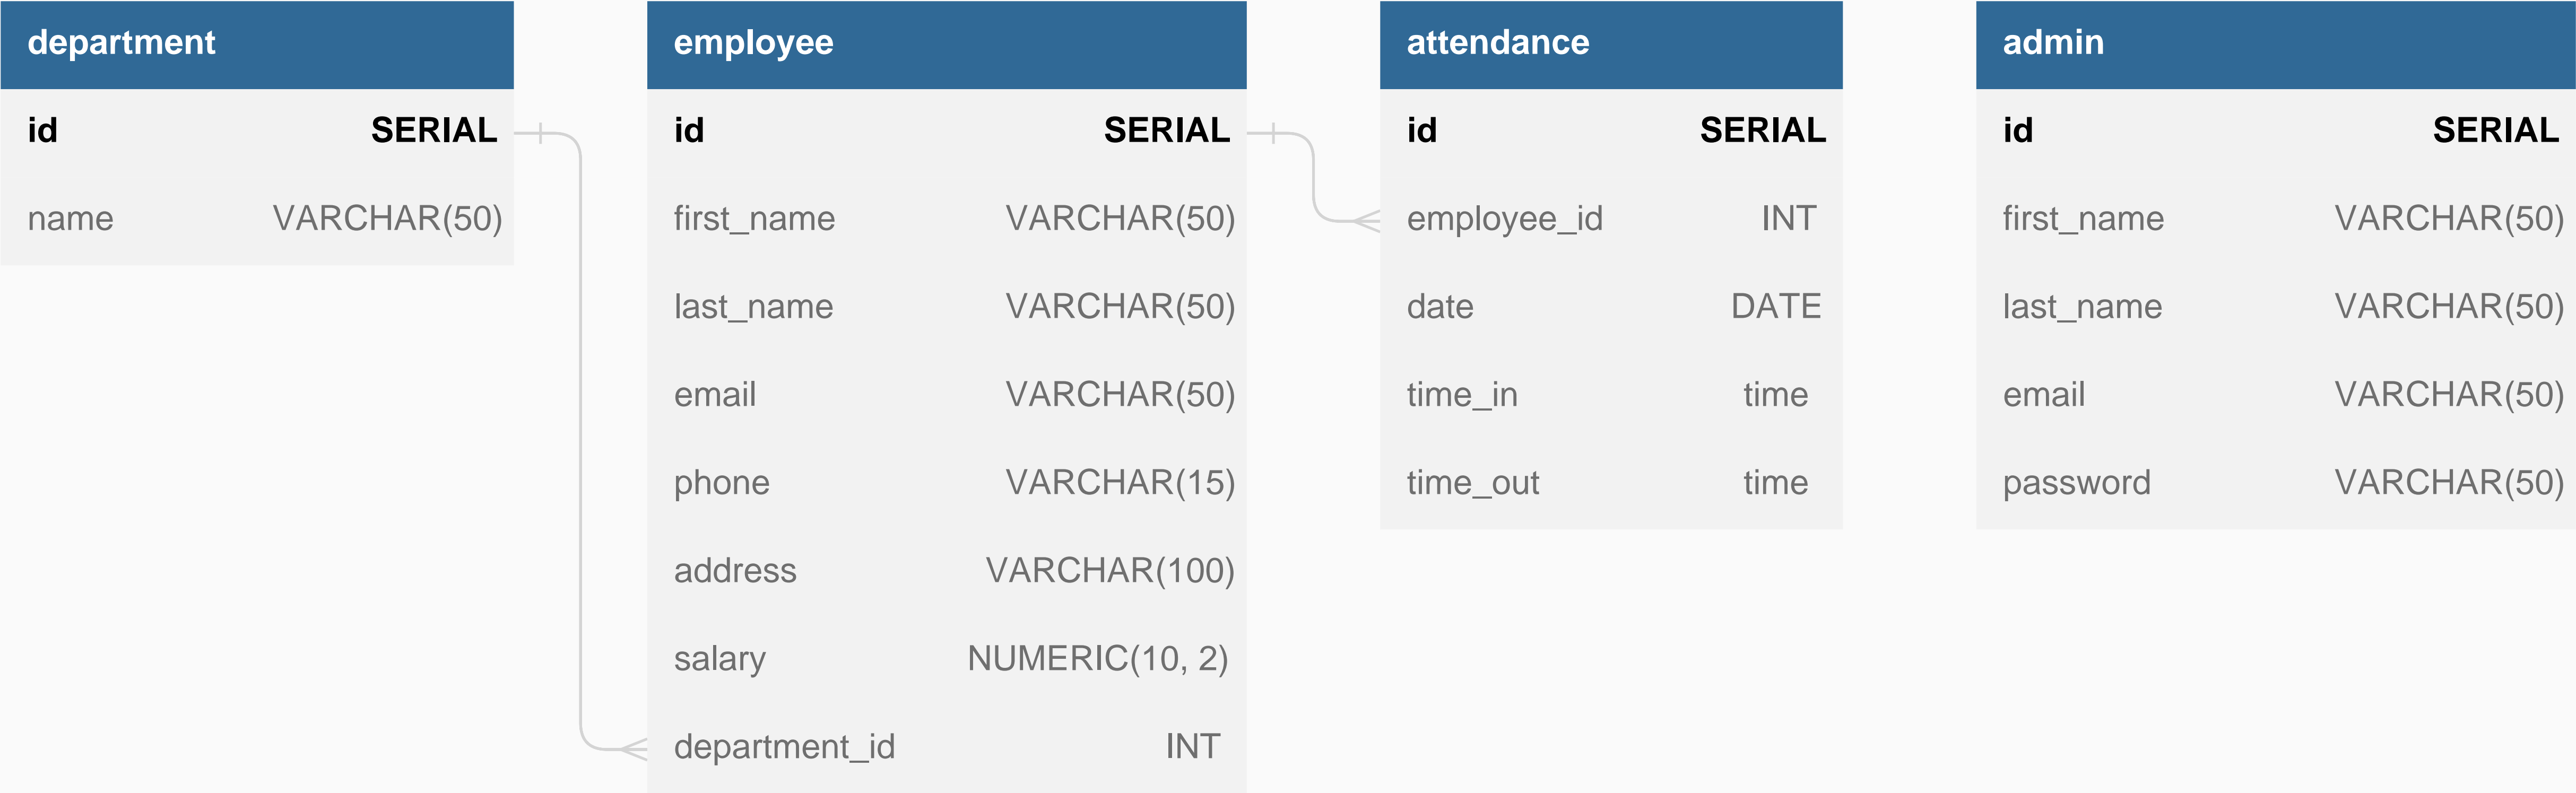 department
id SERIAL
name VARCHAR(50)
employee
id SERIAL
first_name VARCHAR(50)
last_name VARCHAR(50)
email VARCHAR(50)
phone VARCHAR(15)
address VARCHAR(100)
salary NUMERIC(10, 2)
department_id INT
attendance
id SERIAL
employee_id INT
date DATE
time_in time
time_out time
admin
id SERIAL
first_name VARCHAR(50)
last_name VARCHAR(50)
email VARCHAR(50)
password VARCHAR(50)